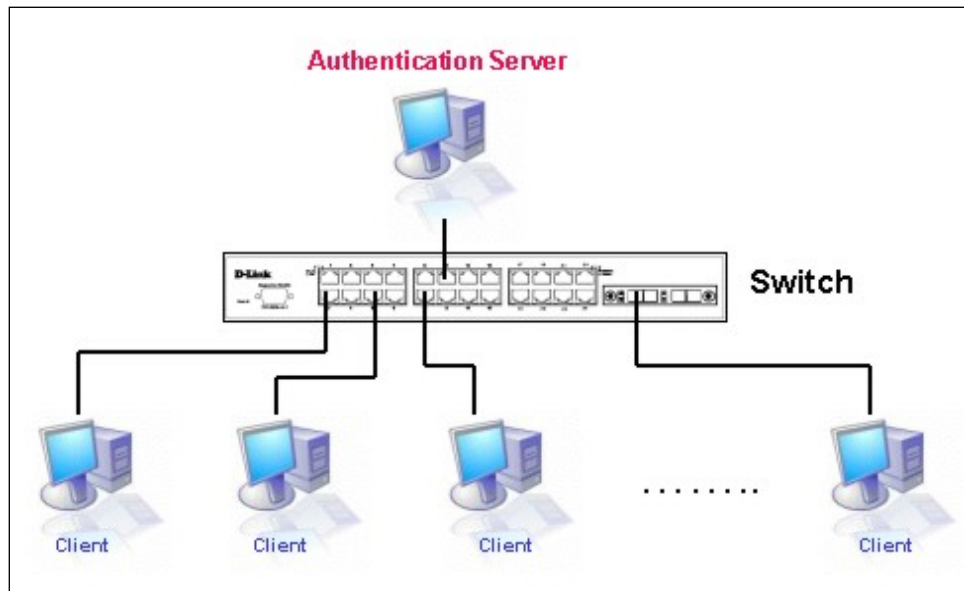 Authentication Server
D-Link
Switch
Client
Client
Client
........
Client